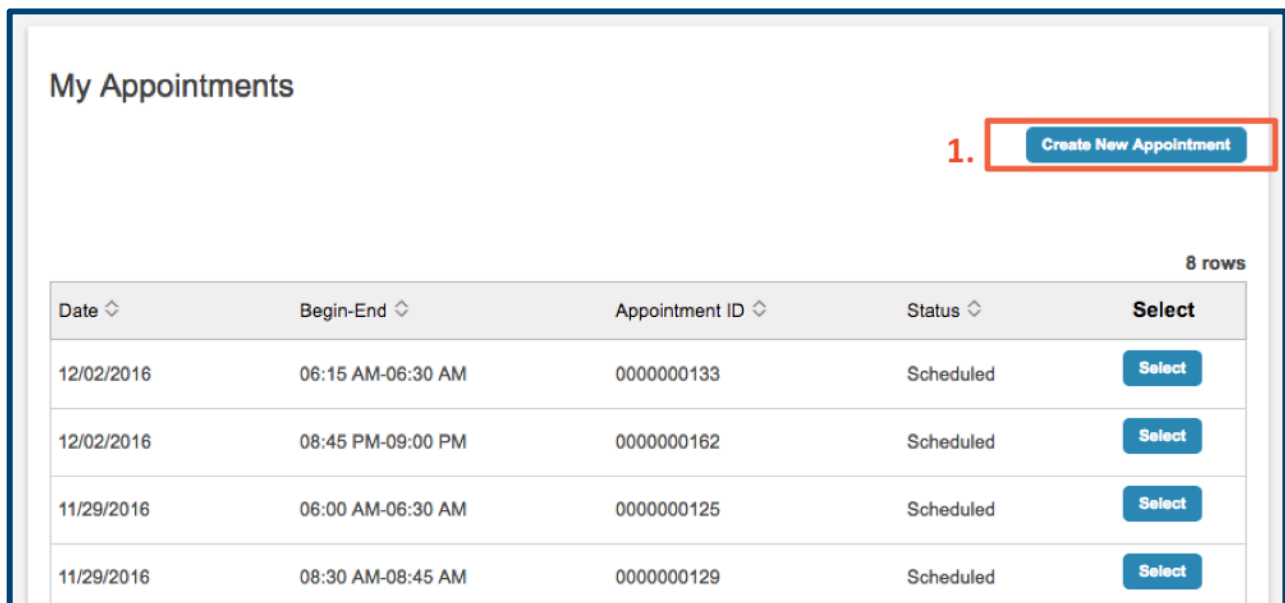 My Appointments
1. Create New Appointment
8 rows
Date Begin-End Appointment ID Status Select
12/02/2016 06:15 AM-06:30 AM 0000000133 Scheduled Select
12/02/2016 08:45 PM-09:00 PM 0000000162 Scheduled Select
11/29/2016 06:00 AM-06:30 AM 0000000125 Scheduled Select
11/29/2016 08:30 AM-08:45 AM 0000000129 Scheduled Select